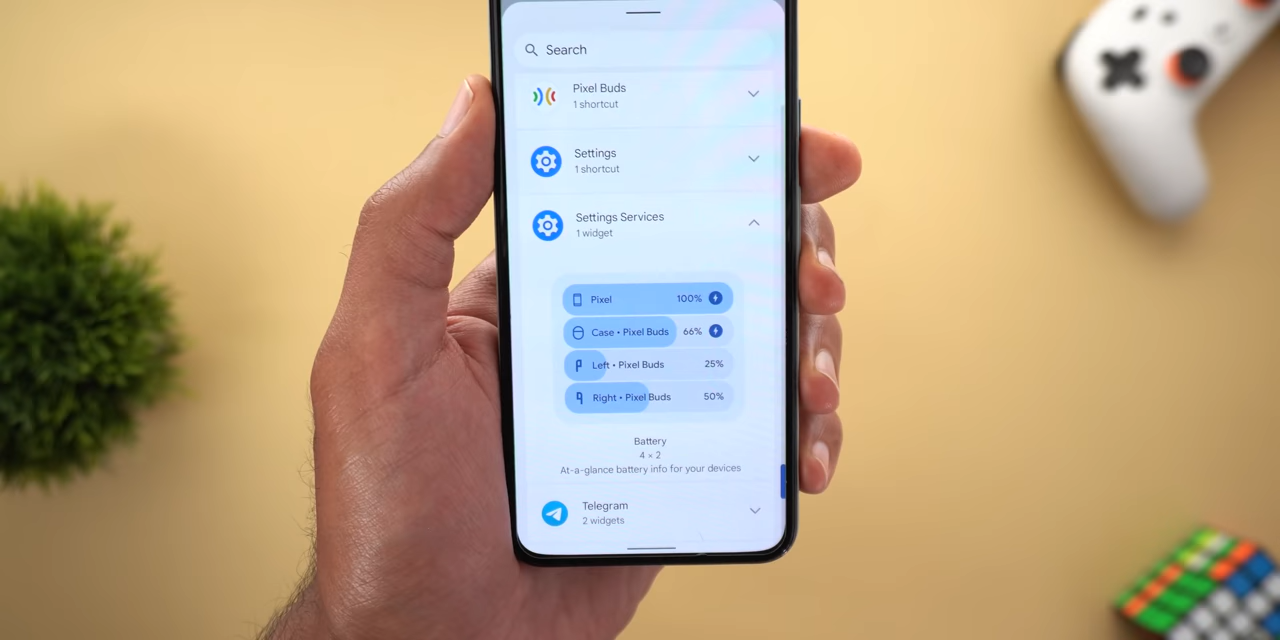 Search
Pixel Buds
1 shortcut
Settings
1 shortcut
Settings Services
1 widget
Pixel 100%
Case • Pixel Buds 66%
Left • Pixel Buds 25%
Right • Pixel Buds 50%
Battery
4 × 2
At-a-glance battery info for your devices
Telegram
2 widgets